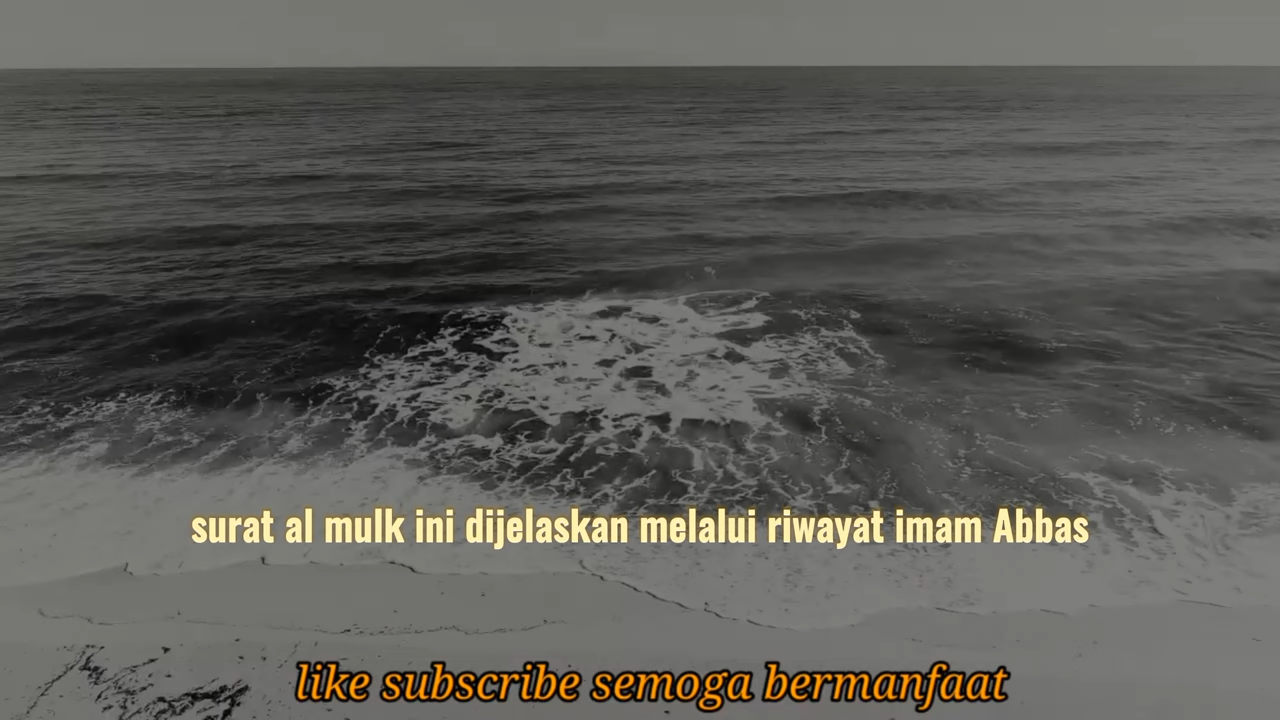 surat al mulk ini dijelaskan melalui riwayat imam Abbas
like subscribe semoga bermanfaat